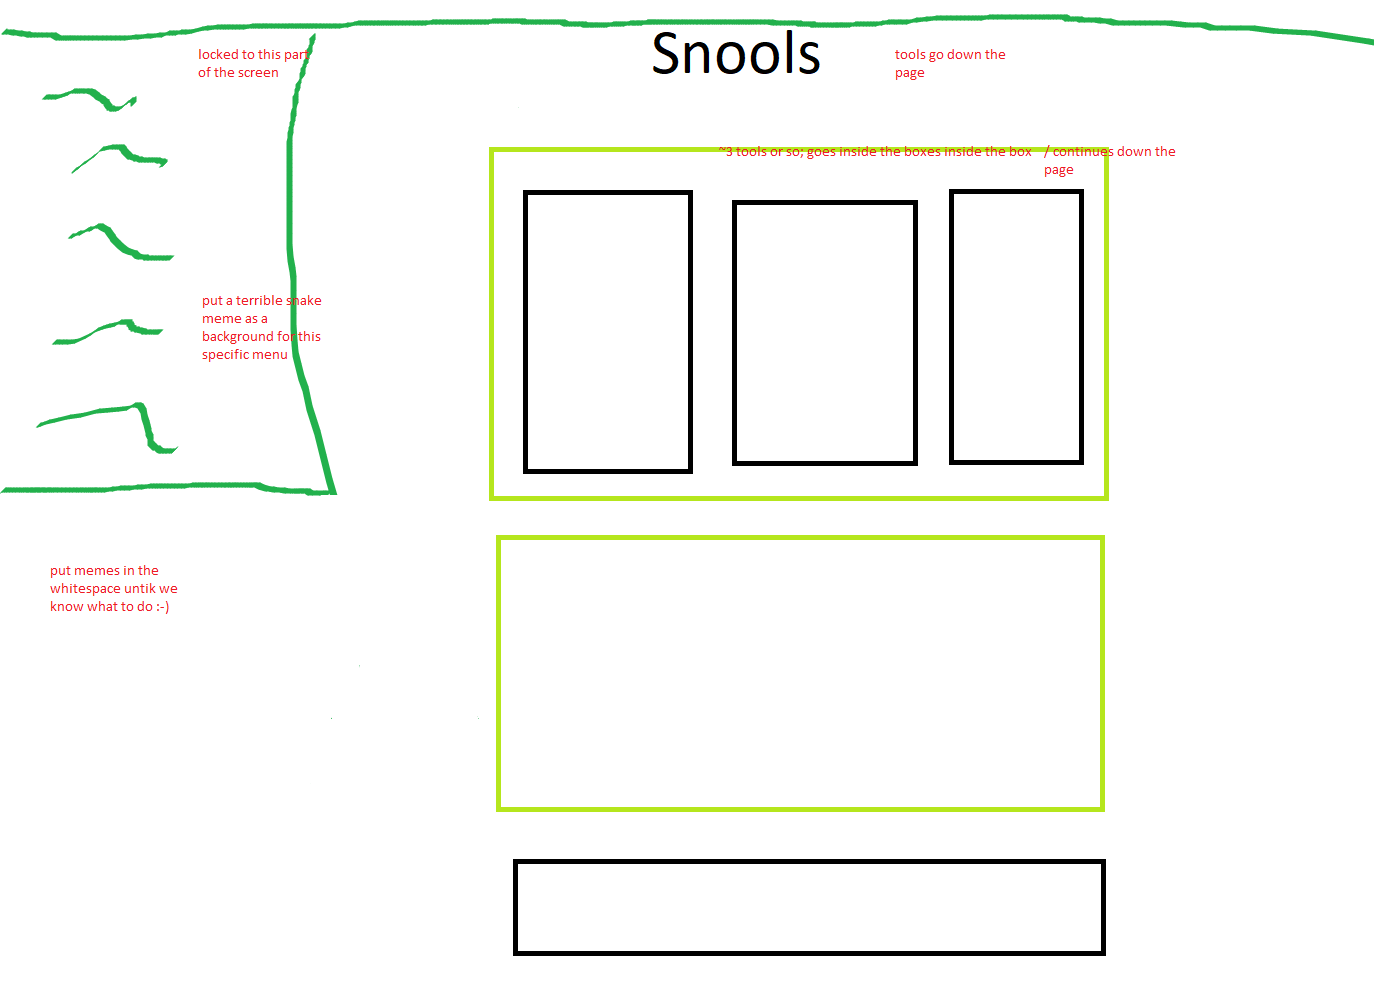 locked to this part
of the screen
Snools
tools go down the
page
~3 tools or so; goes inside the boxes inside the box / continues down the
page
put a terrible snake
meme as a
background for this
specific menu
put memes in the
whitespace untik we
know what to do :-)